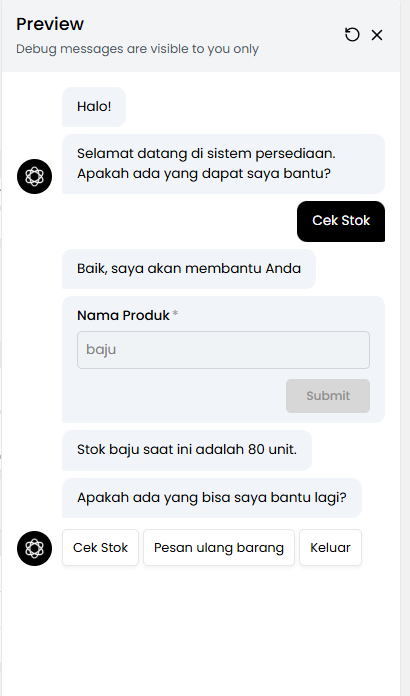 Preview
Debug messages are visible to you only
Halo!
Selamat datang di sistem persediaan.
Apakah ada yang dapat saya bantu?
Cek Stok
Baik, saya akan membantu Anda
Nama Produk *
baju
Submit
Stok baju saat ini adalah 80 unit.
Apakah ada yang bisa saya bantu lagi?
Cek Stok
Pesan ulang barang
Keluar